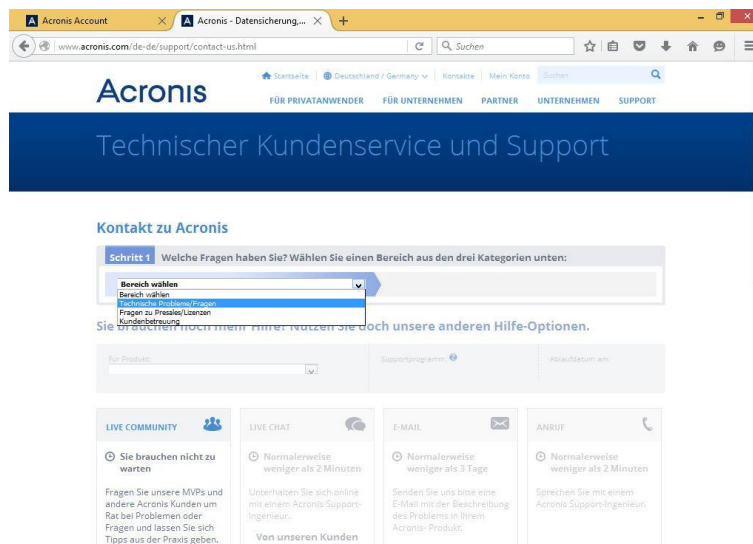 Acronis Account
Acronis - Datensicherung,...
www.acronis.com/de-de/support/contact-us.html
Suchen
Startseite
Deutschland / Germany
Kontakte
Mein Konto
Suchen
Acronis
FÜR PRIVATANWENDER
FÜR UNTERNEHMEN
PARTNER
UNTERNEHMEN
SUPPORT
Technischer Kundenservice und Support
Kontakt zu Acronis
Schritt 1 Welche Fragen haben Sie? Wählen Sie einen Bereich aus den drei Kategorien unten:
Bereich wählen
Bereich wählen
Technische Probleme/Fragen
Fragen zu Presales/Lizenzen
Kundenbetreuung
Sie brauchen noch mehr Hilfe? Nutzen Sie doch unsere anderen Hilfe-Optionen.
Für Produkt:
Supportprogramm:
Ablaufdatum am:
LIVE COMMUNITY
Sie brauchen nicht zu
warten
Fragen Sie unsere MVPs und
andere Acronis Kunden um
Rat bei Problemen oder
Fragen und lassen Sie sich
Tipps aus der Praxis geben.
LIVE CHAT
Normalerweise
weniger als 2 Minuten
Unterhalten Sie sich online
mit einem Acronis Support-
Ingenieur.
Von unseren Kunden
E-MAIL
Normalerweise
weniger als 3 Tage
Senden Sie uns bitte eine
E-Mail mit der Beschreibung
des Problems in Ihrem
Acronis- Produkt.
ANRUF
Normalerweise
weniger als 2 Minuten
Sprechen Sie mit einem
Acronis Support-Ingenieur.